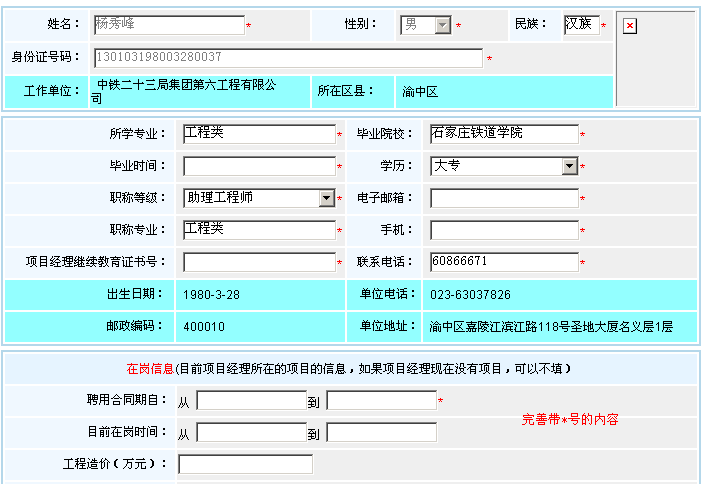 姓名： 杨秀峰 * 性别： 男 * 民族： 汉族 *
身份证号码： 130103198003280037 *
工作单位： 中铁二十三局集团第六工程有限公 所在区县： 渝中区
司
所学专业： 工程类 * 毕业院校： 石家庄铁道学院 *
毕业时间： * 学历： 大专 *
职称等级： 助理工程师 * 电子邮箱： *
职称专业： 工程类 * 手机： *
项目经理继续教育证书号： * 联系电话： 60866671 *
出生日期： 1980-3-28 单位电话： 023-63037826
邮政编码： 400010 单位地址： 渝中区嘉陵江滨江路118号圣地大厦名义层1层
在岗信息(目前项目经理所在的项目的信息，如果项目经理现在没有项目，可以不填)
聘用合同期自： 从 到 *
完善带*号的内容
目前在岗时间： 从 到
工程造价（万元）：